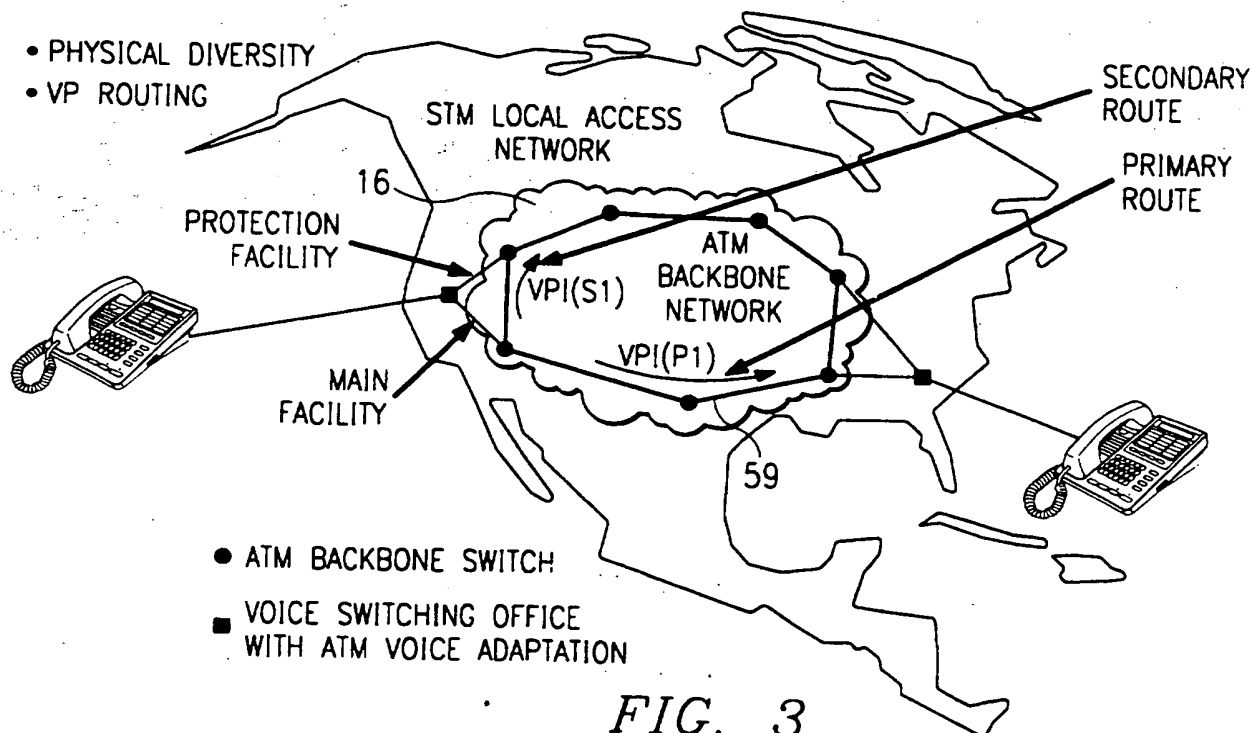 • PHYSICAL DIVERSITY
• VP ROUTING
STM LOCAL ACCESS
NETWORK
SECONDARY
ROUTE
PRIMARY
ROUTE
16
PROTECTION
FACILITY
ATM
BACKBONE
NETWORK
VPI(S1)
VPI(P1)
MAIN
FACILITY
59
● ATM BACKBONE SWITCH
■ VOICE SWITCHING OFFICE
WITH ATM VOICE ADAPTATION
FIG. 3